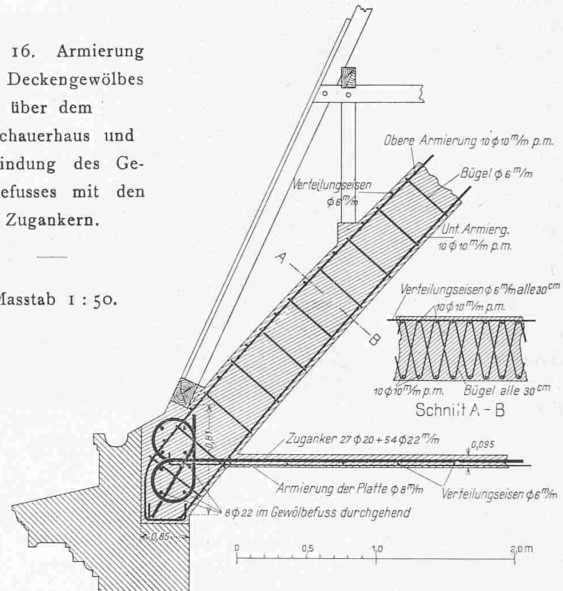 16. Armierung
Deckengewölbes
über dem
chauerhaus und
indung des Ge-
efusses mit den
Zugankern.
Masstab 1 : 50.
Obere Armierung 10 ϕ 10 m/m p.m.
Bügel ϕ 6 m/m
Verteilungseisen
ϕ 6 m/m
Unt. Armierg.
10 ϕ 10 m/m p.m.
A
B
Verteilungseisen ϕ 6 m/m alle 30 cm
10 ϕ 10 m/m p.m.
10 ϕ 10 m/m p.m.
Bügel alle 30 cm
Schnitt A - B
0,81
Zuganker 27 ϕ 20 + 54 ϕ 22 m/m
0,095
Armierung der Platte ϕ 8 m/m
Verteilungseisen ϕ 6 m/m
8 ϕ 22 im Gewölbefuss durchgehend
0,85
0 0,5 1,0 2,0 m